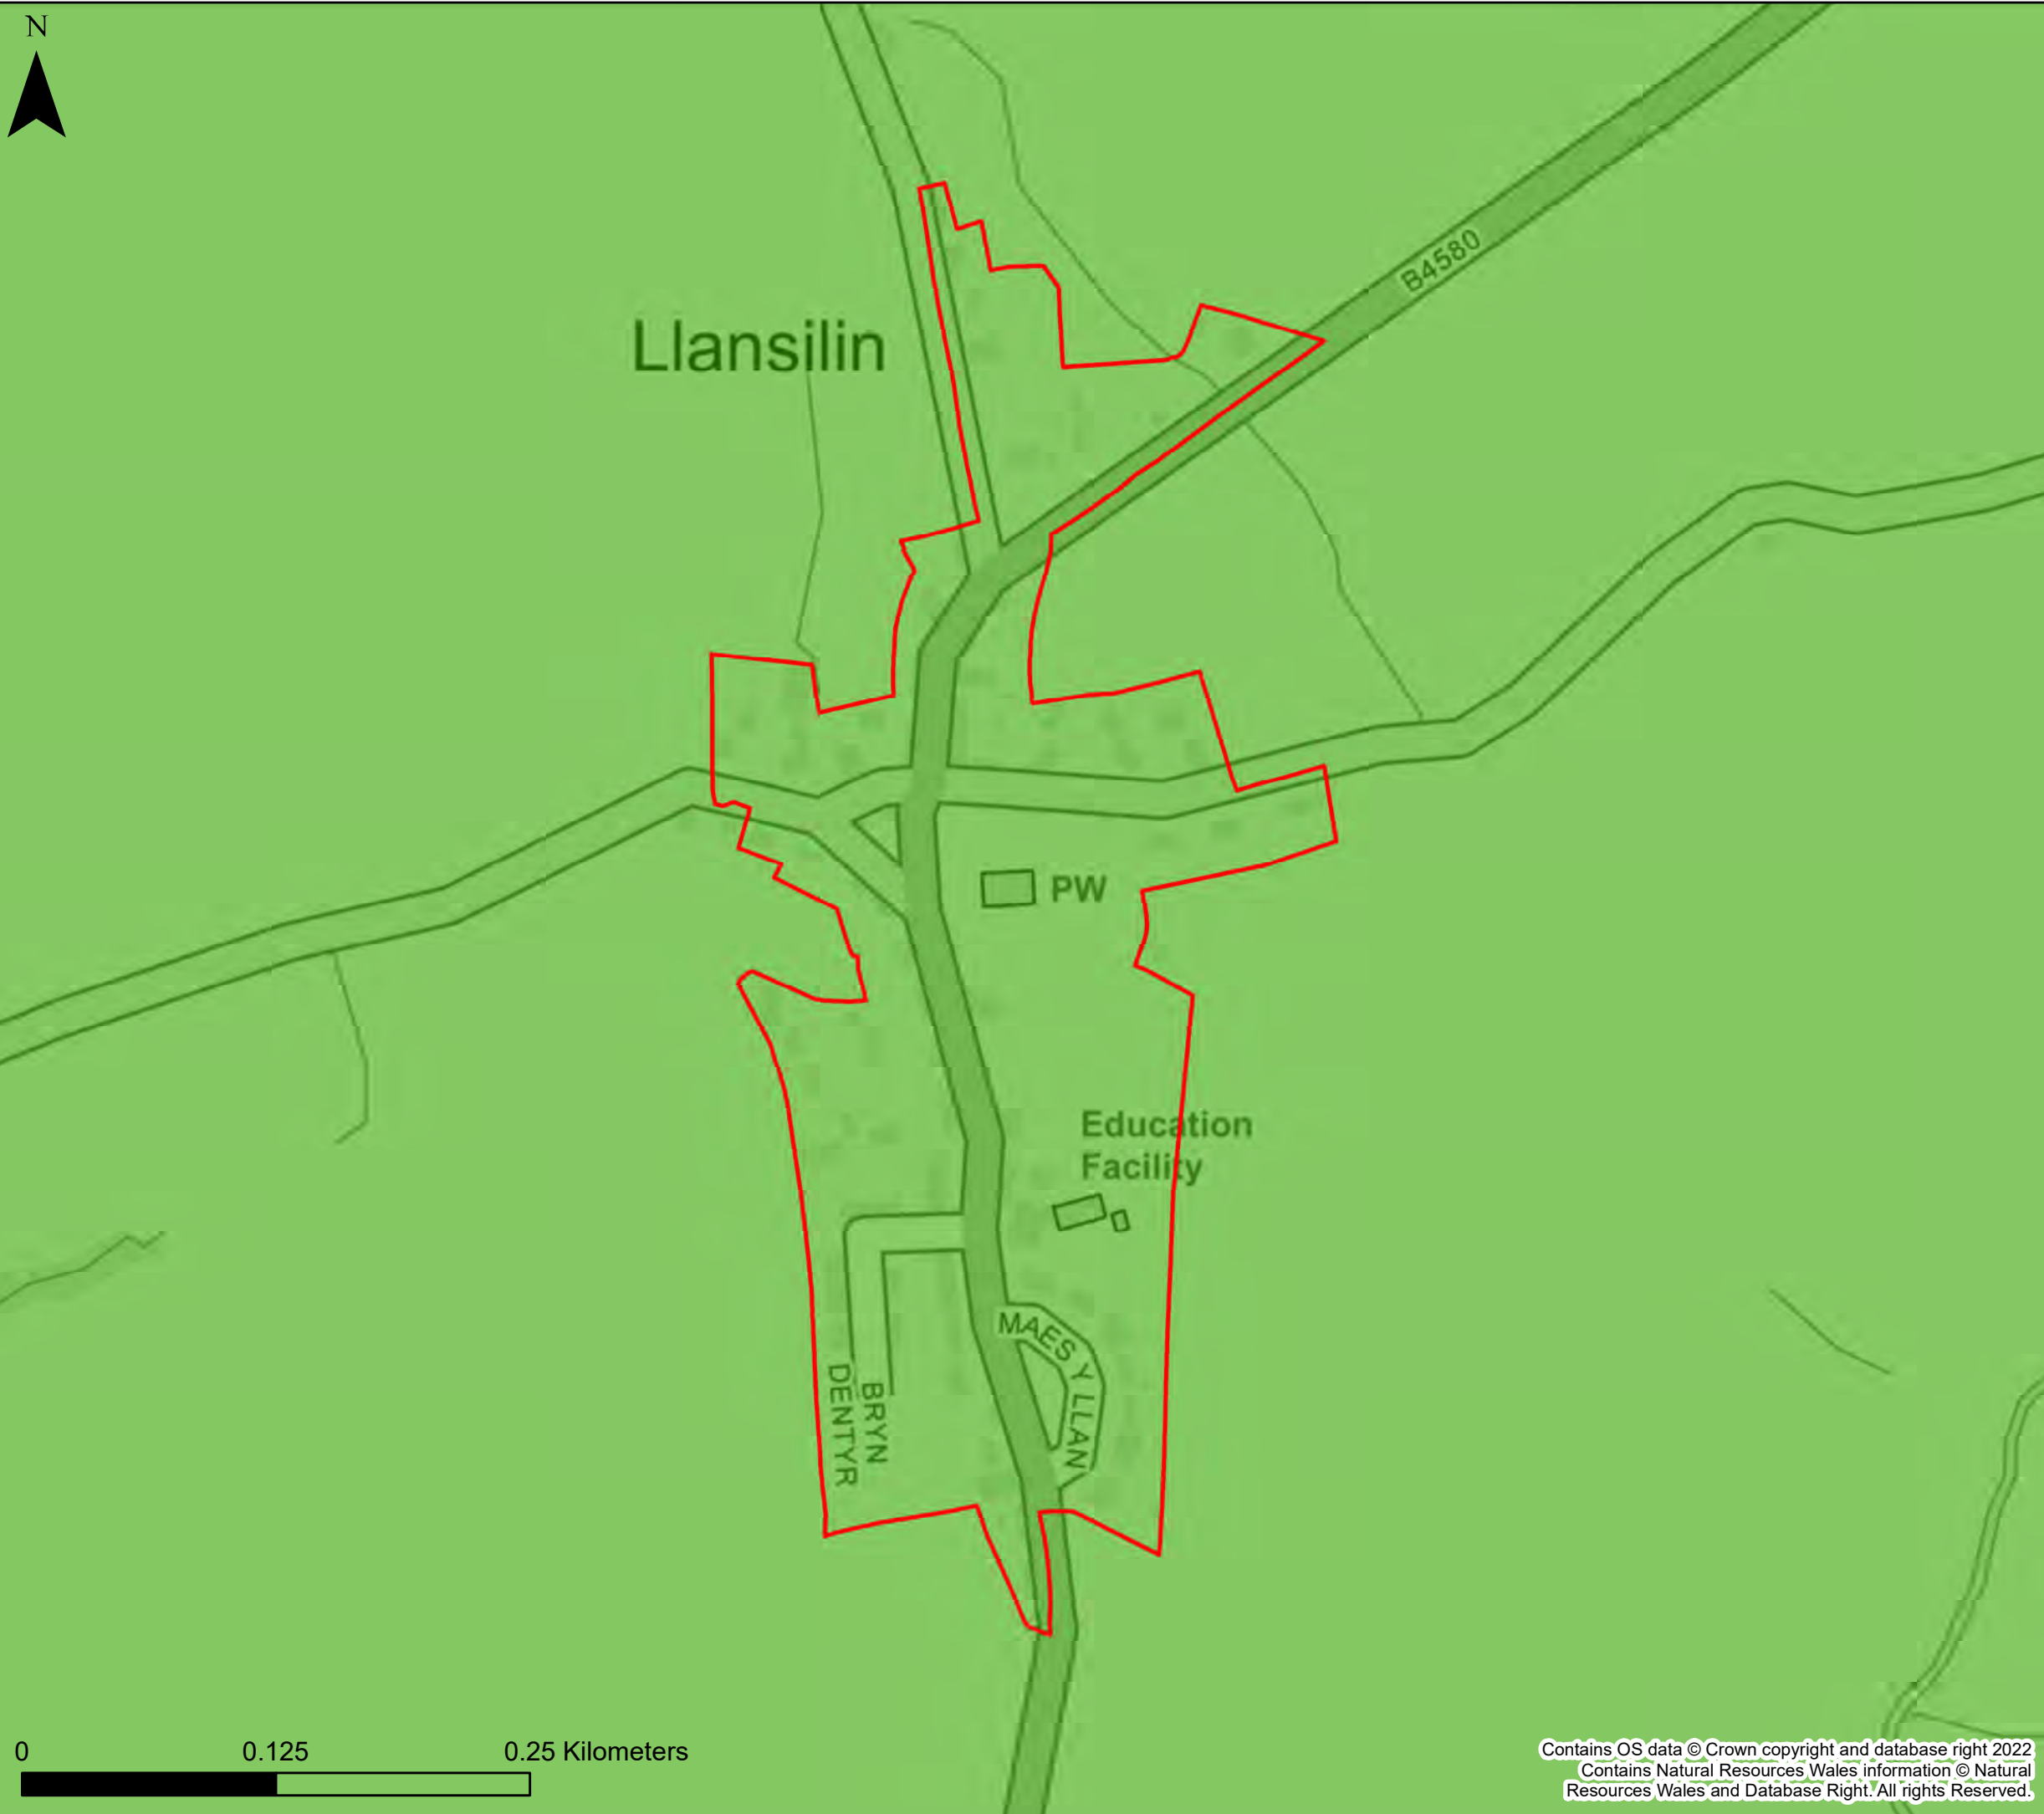 N
B4580
Llansilin
PW
Education
Facility
MAES Y LLAN
BRYN
DENTYR
0 0.125 0.25 Kilometers
Contains OS data © Crown copyright and database right 2022
Contains Natural Resources Wales information © Natural
Resources Wales and Database Right. All rights Reserved.